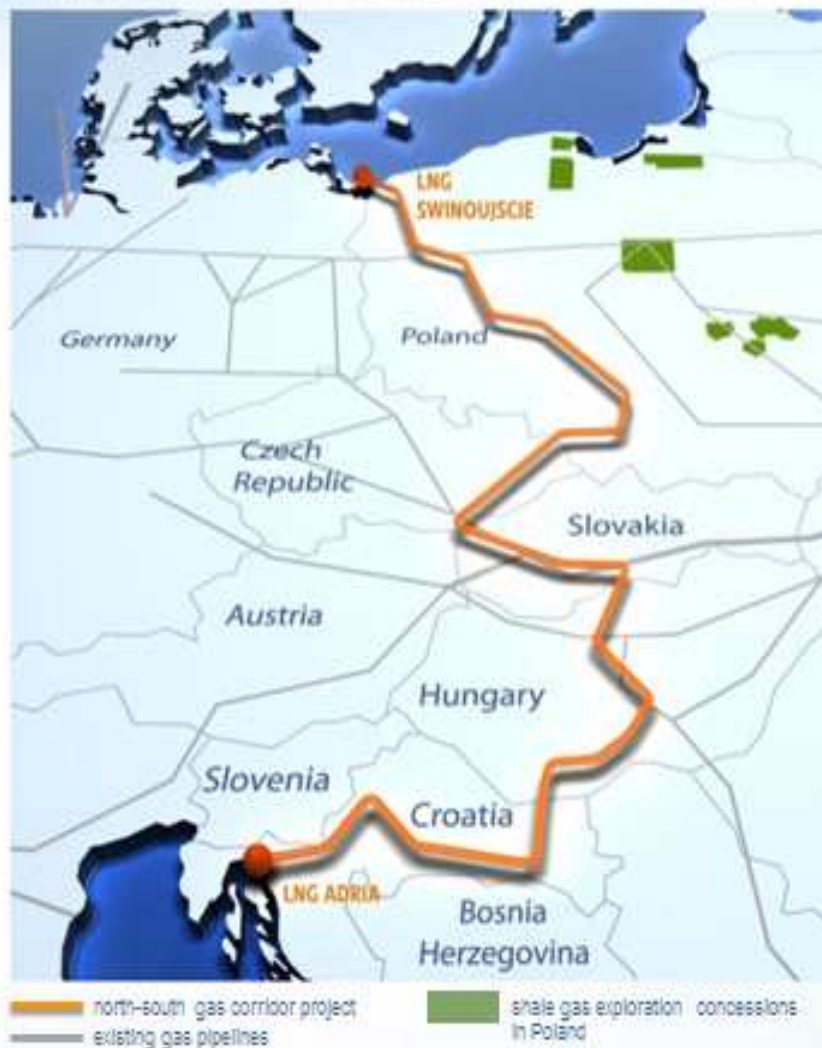 LNG
SWINOUJSCIE
Germany
Poland
Czech
Republic
Slovakia
Austria
Hungary
Slovenia
Croatia
LNG ADRIA
Bosnia
Herzegovina
north-south gas corridor project
existing gas pipelines
shale gas exploration concessions
in Poland